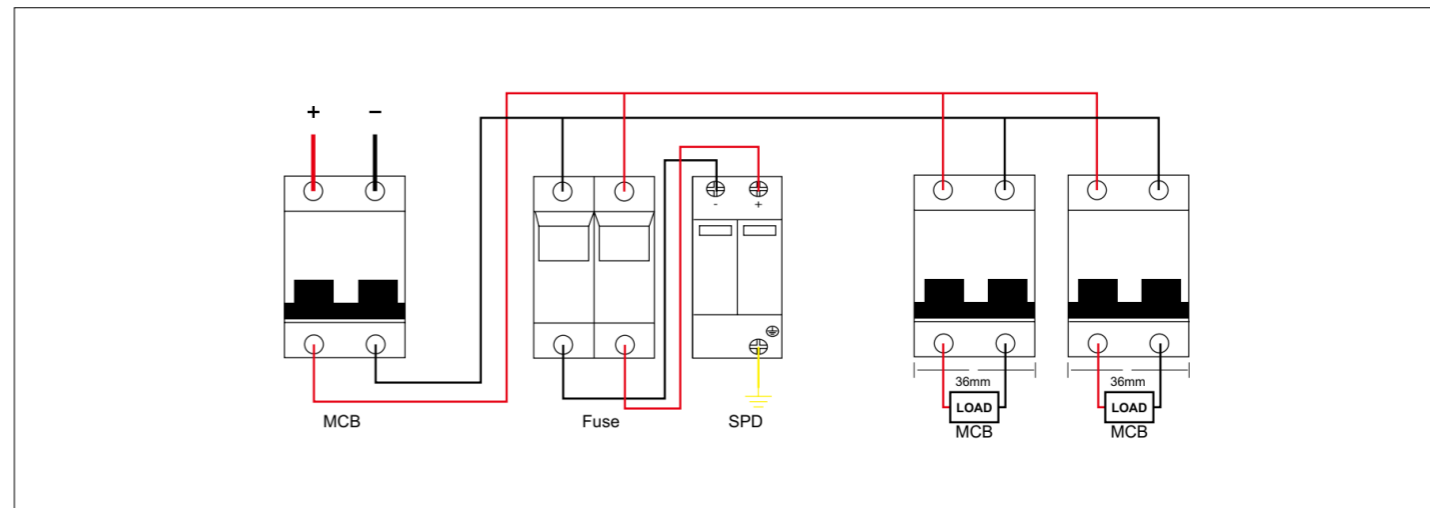 + −
- +
36mm 36mm
LOAD LOAD
MCB Fuse SPD
MCB MCB